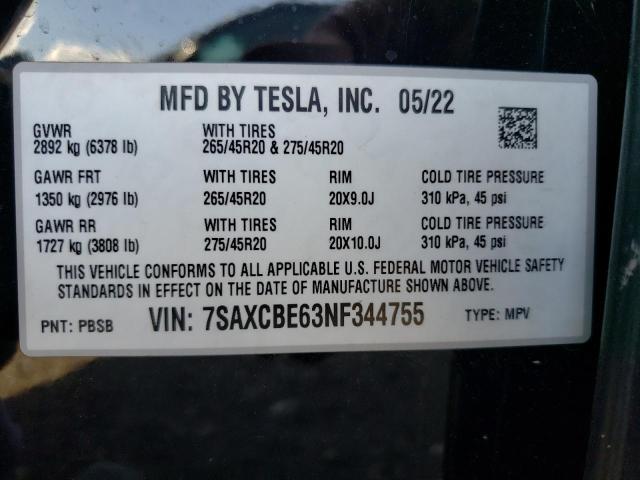 MFD BY TESLA, INC. 05/22
GVWR WITH TIRES
2892 kg (6378 lb) 265/45R20 & 275/45R20
GAWR FRT WITH TIRES RIM COLD TIRE PRESSURE
1350 kg (2976 lb) 265/45R20 20X9.0J 310 kPa, 45 psi
GAWR RR WITH TIRES RIM COLD TIRE PRESSURE
1727 kg (3808 lb) 275/45R20 20X10.0J 310 kPa, 45 psi
THIS VEHICLE CONFORMS TO ALL APPLICABLE U.S. FEDERAL MOTOR VEHICLE SAFETY
STANDARDS IN EFFECT ON THE DATE OF MANUFACTURE SHOWN ABOVE.
PNT: PBSB VIN: 7SAXCBE63NF344755 TYPE: MPV